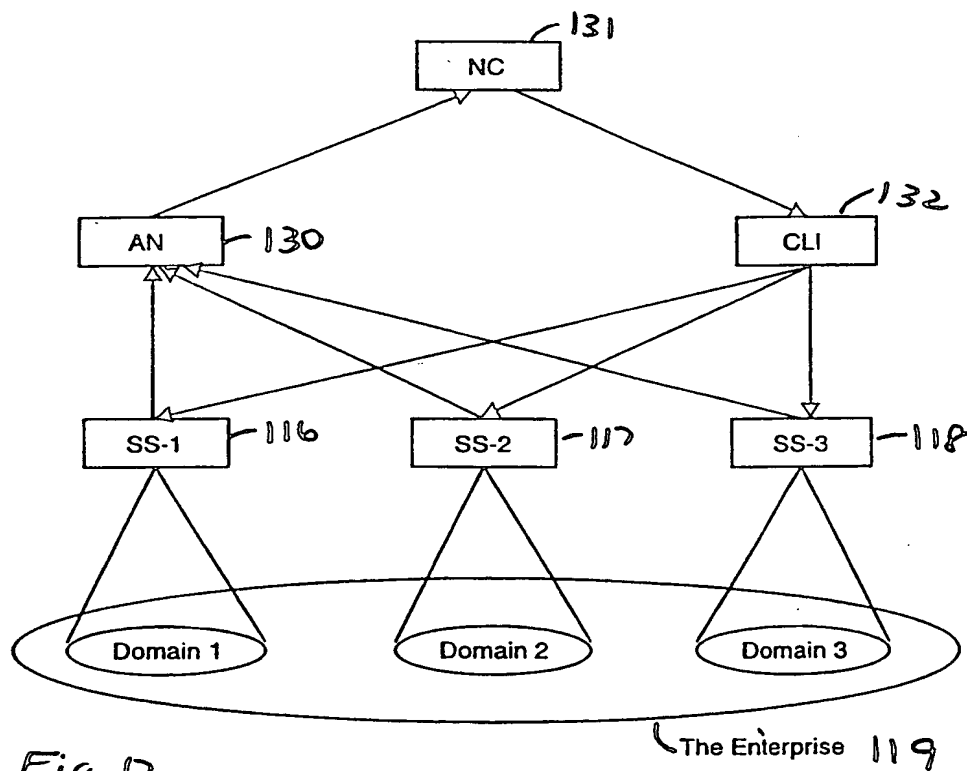 131
NC
132
AN
130
CLI
SS-1
116
SS-2
117
SS-3
118
Domain 1
Domain 2
Domain 3
The Enterprise 119